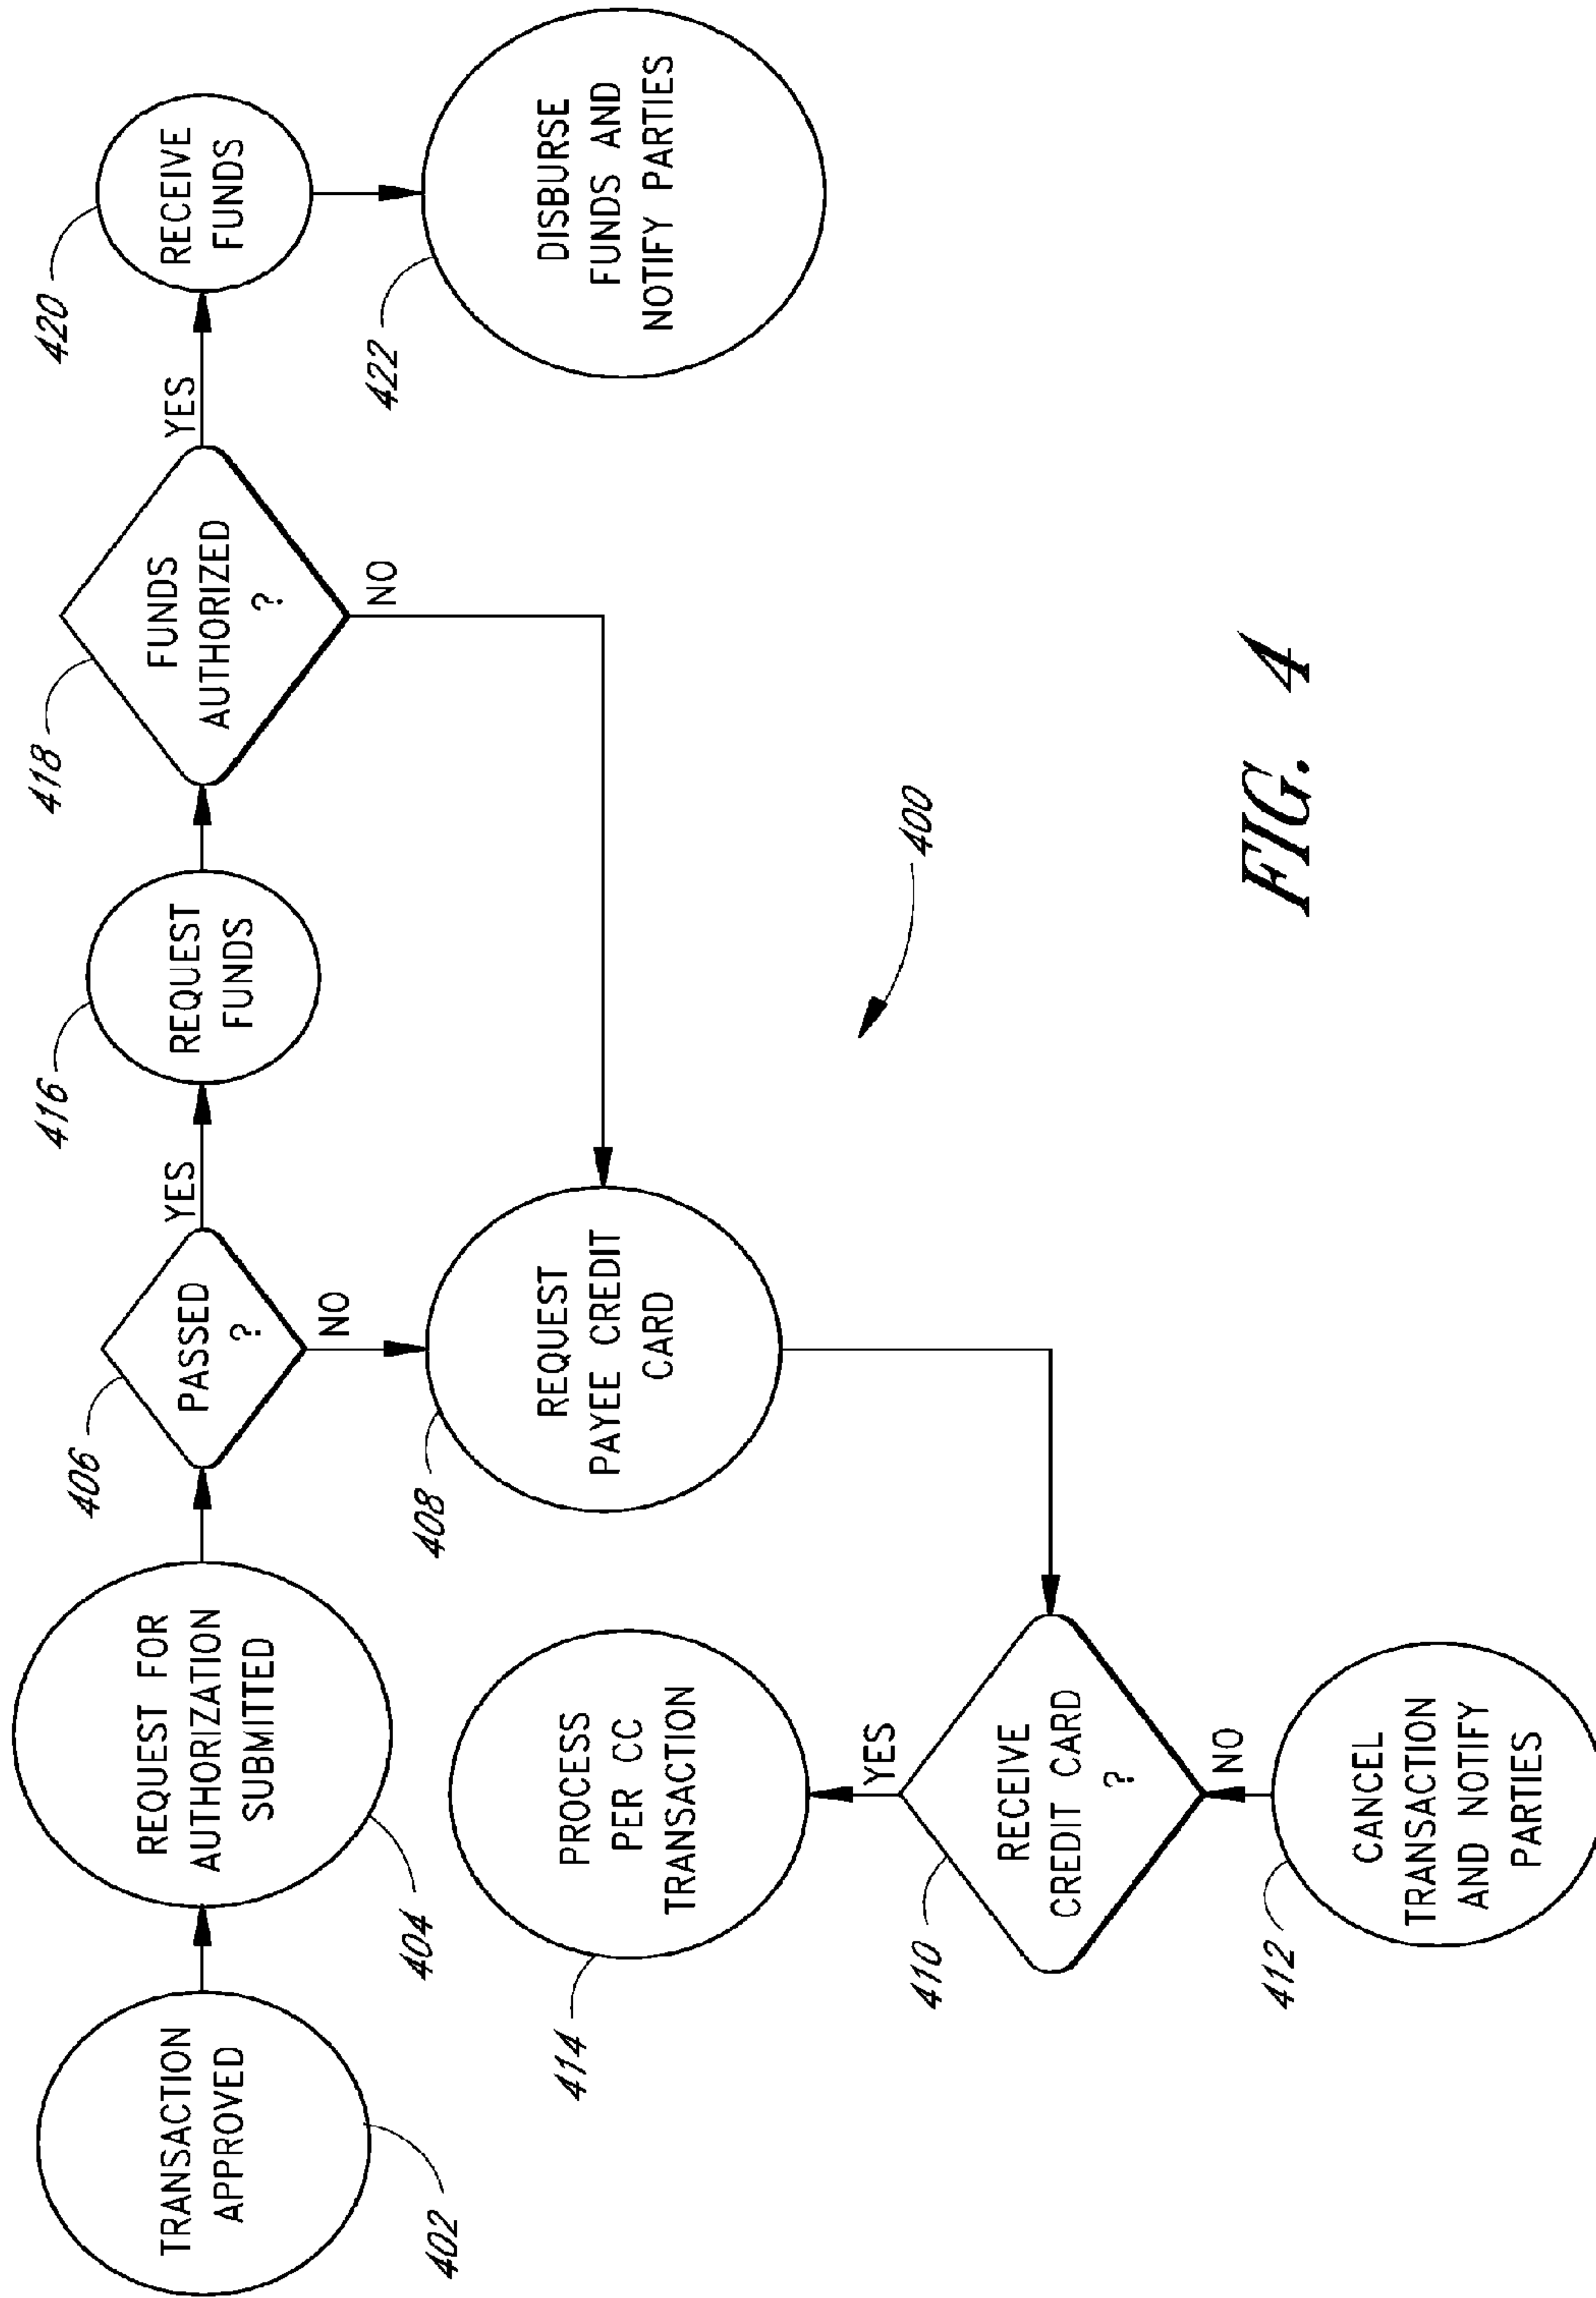 TRANSACTION
APPROVED
402
REQUEST FOR
AUTHORIZATION
SUBMITTED
404
PASSED
?
406
YES
NO
REQUEST
FUNDS
416
FUNDS
AUTHORIZED
?
418
YES
NO
RECEIVE
FUNDS
420
DISBURSE
FUNDS AND
NOTIFY PARTIES
422
REQUEST
PAYEE CREDIT
CARD
408
PROCESS
PER CC
TRANSACTION
414
YES
RECEIVE
CREDIT CARD
?
410
NO
CANCEL
TRANSACTION
AND NOTIFY
PARTIES
412
400
FIG. 4